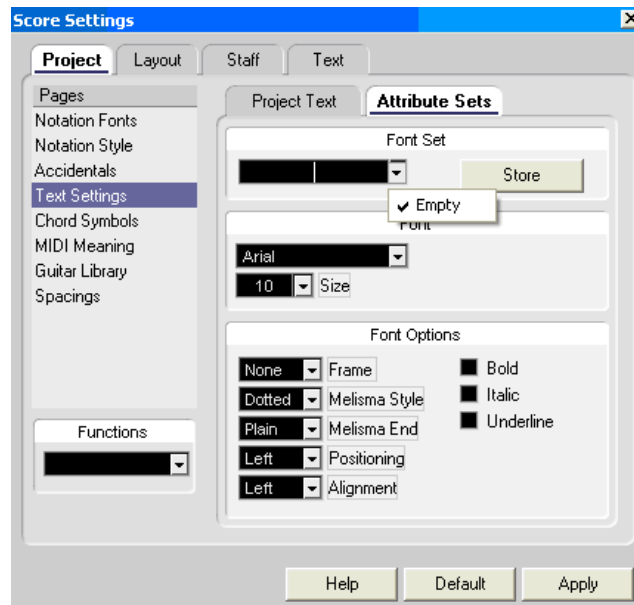 Score Settings
Project Layout Staff Text
Pages
Notation Fonts
Notation Style
Accidentals
Text Settings
Chord Symbols
MIDI Meaning
Guitar Library
Spacings
Functions
Project Text Attribute Sets
Font Set
Store
Empty
Font
Arial
10 Size
Font Options
None Frame
Dotted Melisma Style
Plain Melisma End
Left Positioning
Left Alignment
Bold
Italic
Underline
Help Default Apply